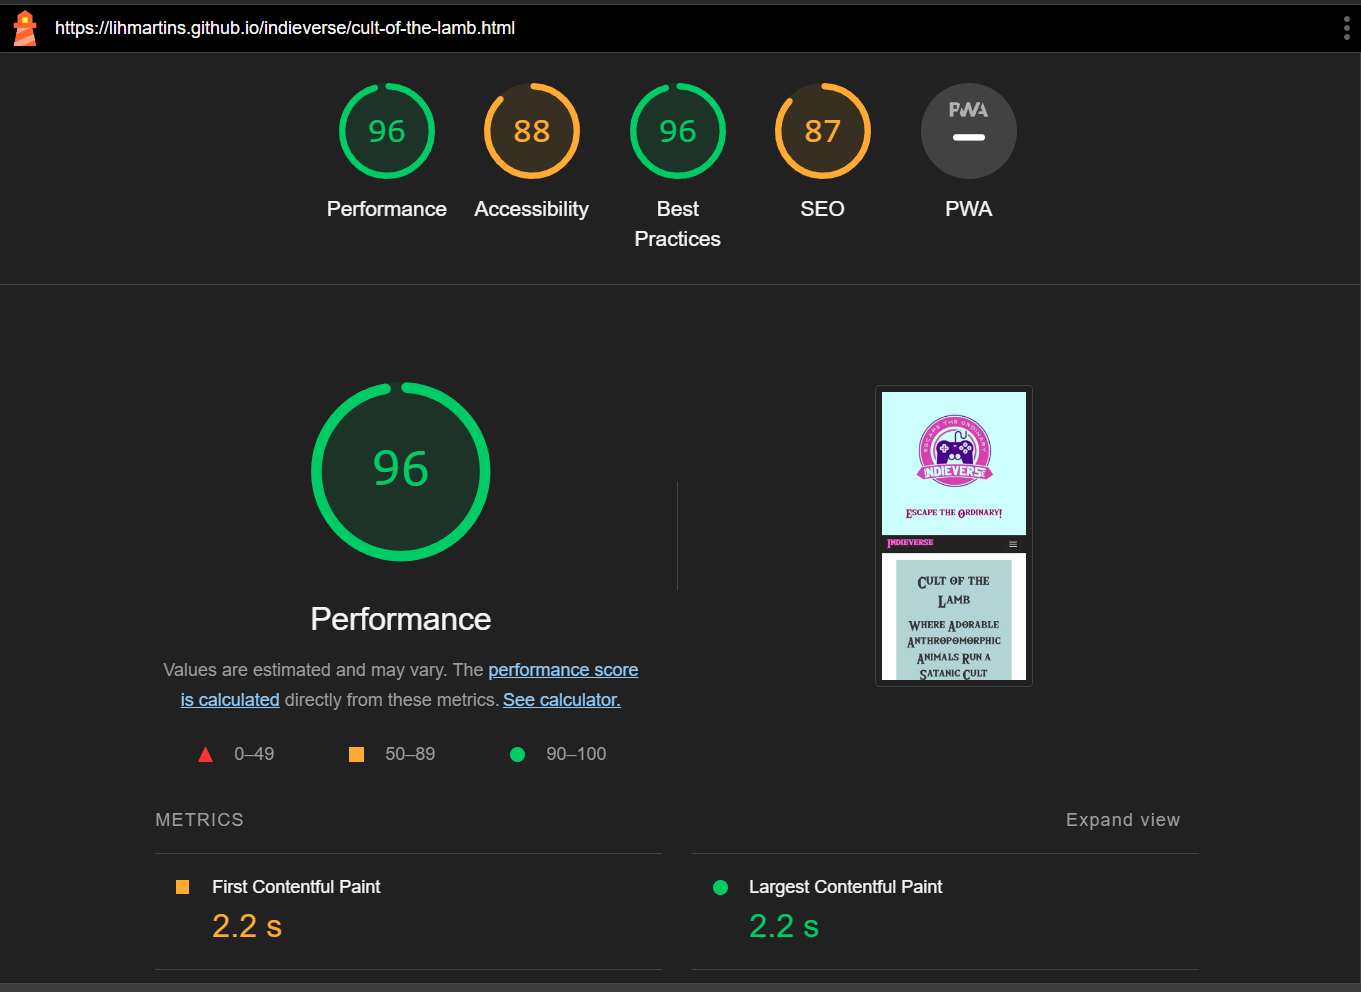 https://lihmartins.github.io/indieverse/cult-of-the-lamb.html
96
88
96
87
PWA
Performance
Accessibility
Best
Practices
SEO
PWA
96
Performance
Values are estimated and may vary. The performance score
is calculated directly from these metrics. See calculator.
0–49
50–89
90–100
ESCAPE THE ORDINARY
INDIEVERSE
Escape the Ordinary!
Indieverse
Cult of the
Lamb
Where Adorable
Anthropomorphic
Animals Run a
Satanic Cult
METRICS
Expand view
First Contentful Paint
2.2 s
Largest Contentful Paint
2.2 s